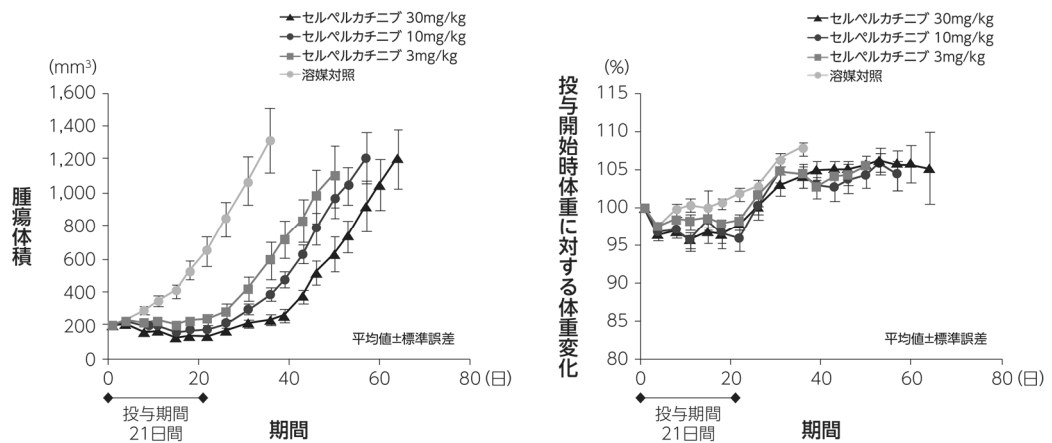 セルペルカチニブ 30mg/kg
セルペルカチニブ 10mg/kg
セルペルカチニブ 3mg/kg
溶媒対照
(mm³)
1,600
1,400
1,200
1,000
800
600
400
200
0
腫瘍体積
平均値±標準誤差
0 20 40 60 80 (日)
投与期間
21日間
期間
セルペルカチニブ 30mg/kg
セルペルカチニブ 10mg/kg
セルペルカチニブ 3mg/kg
溶媒対照
(%)
115
110
105
100
95
90
85
80
投与開始時体重に対する体重変化
平均値±標準誤差
0 20 40 60 80 (日)
投与期間
21日間
期間